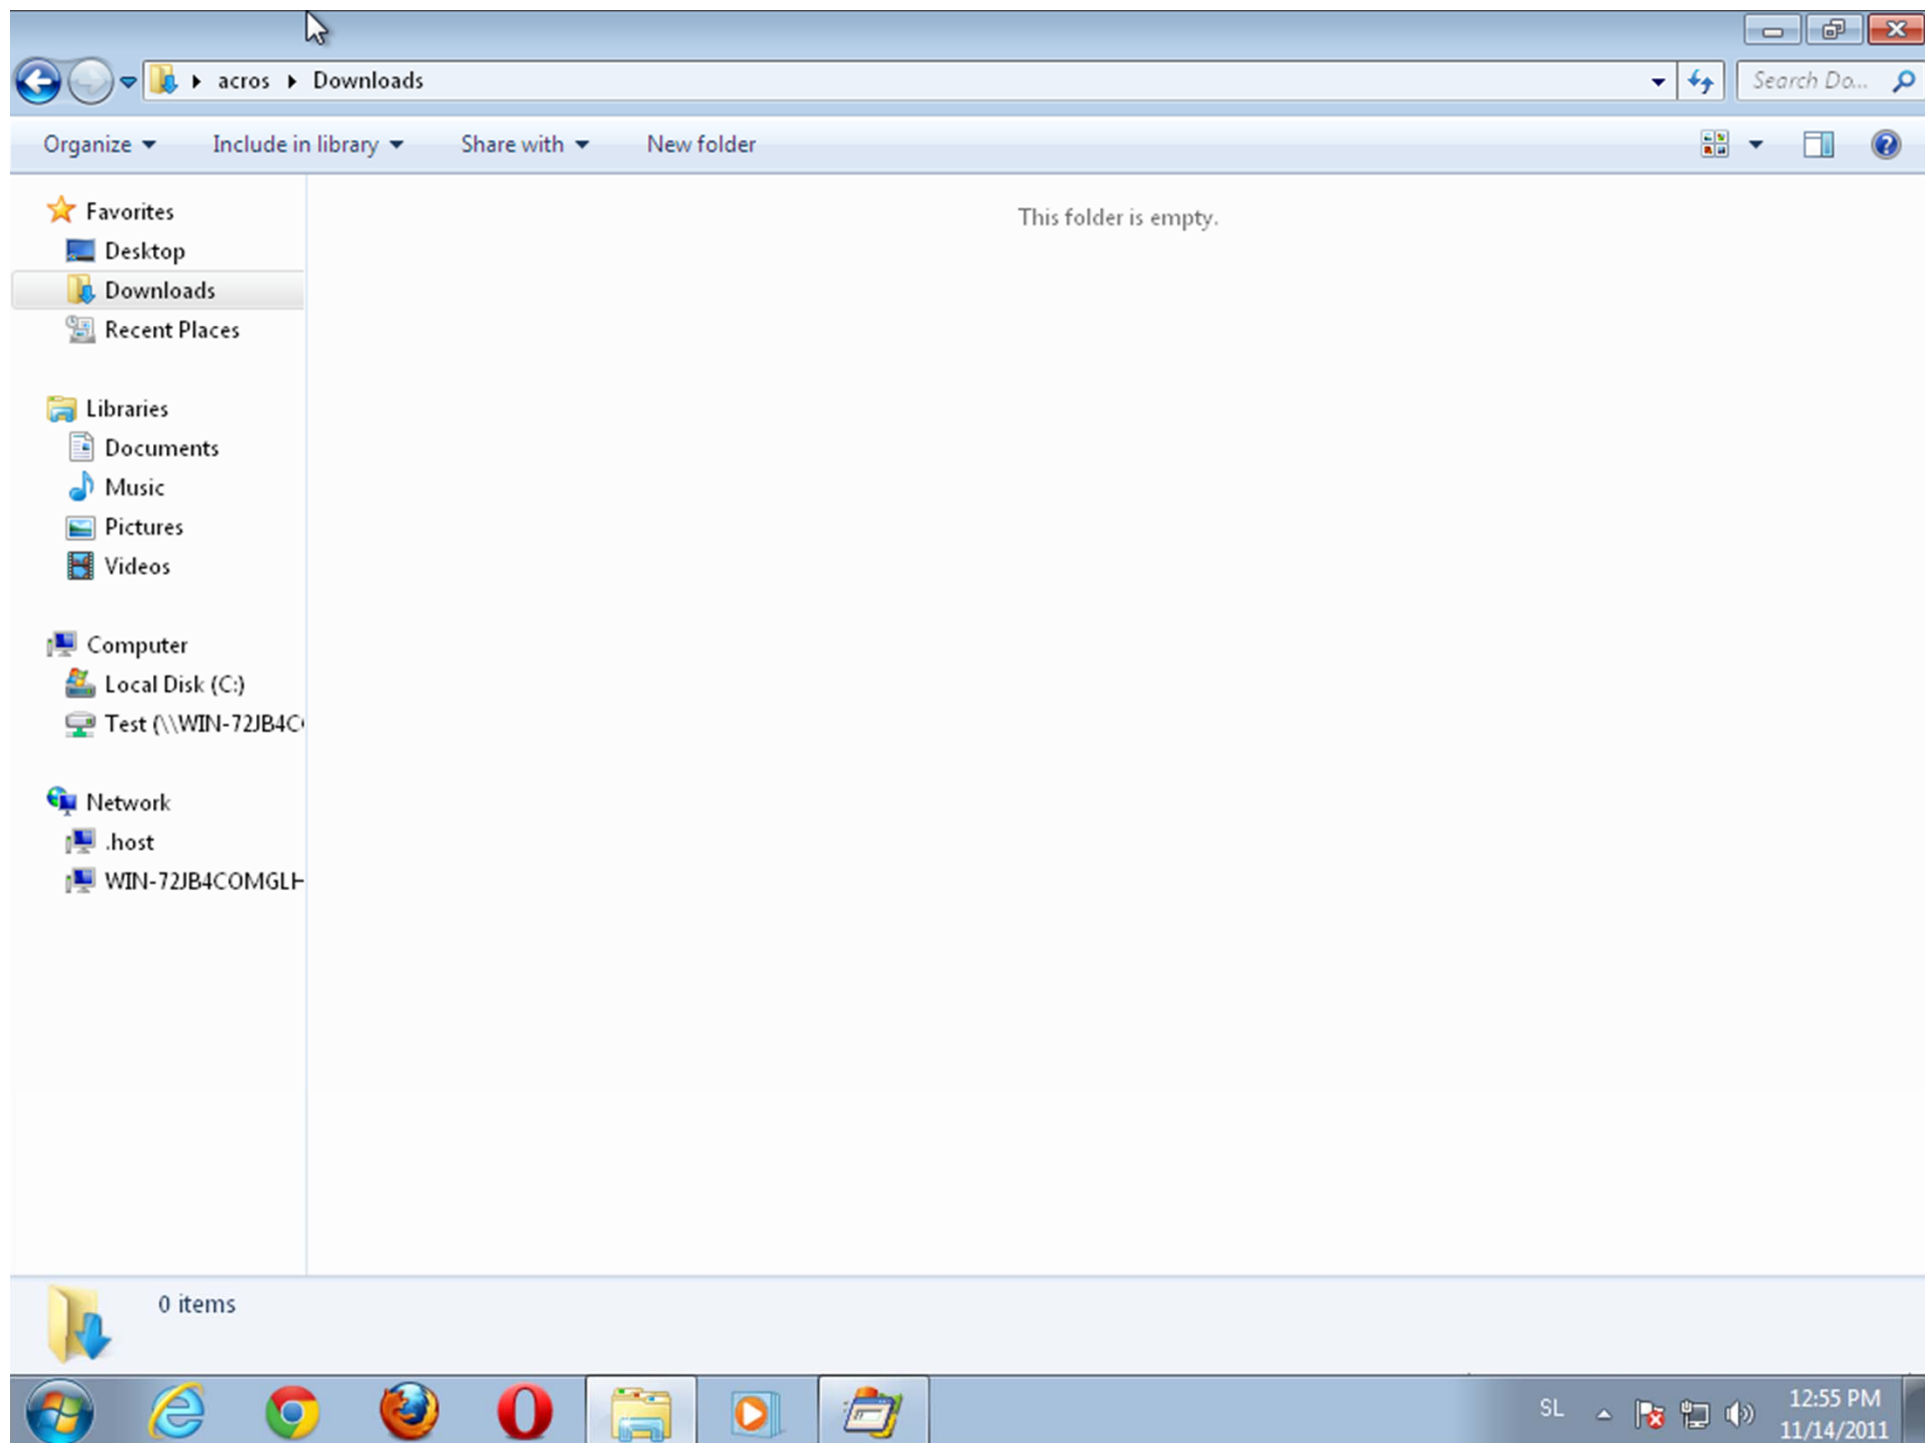 acros Downloads
Search Do...
Organize Include in library Share with New folder
Favorites
Desktop
Downloads
Recent Places
Libraries
Documents
Music
Pictures
Videos
Computer
Local Disk (C:)
Test (\\WIN-72JB4C
Network
.host
WIN-72JB4COMGLH
This folder is empty.
0 items
SL
12:55 PM
11/14/2011